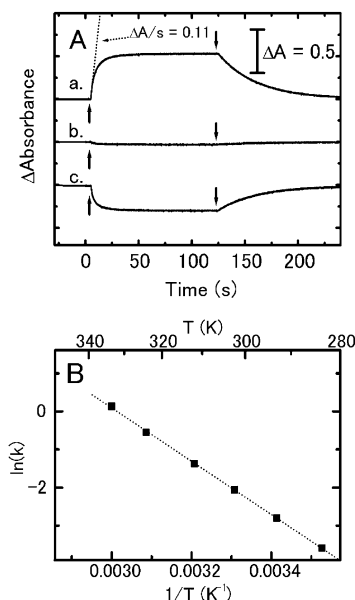 A
ΔA/s = 0.11
ΔA = 0.5
a.
b.
c.
ΔAbsorbance
0 50 100 150 200
Time (s)
T (K)
340 320 300 280
B
ln(k)
0
-2
0.0030 0.0032 0.0034
1/T (K⁻¹)